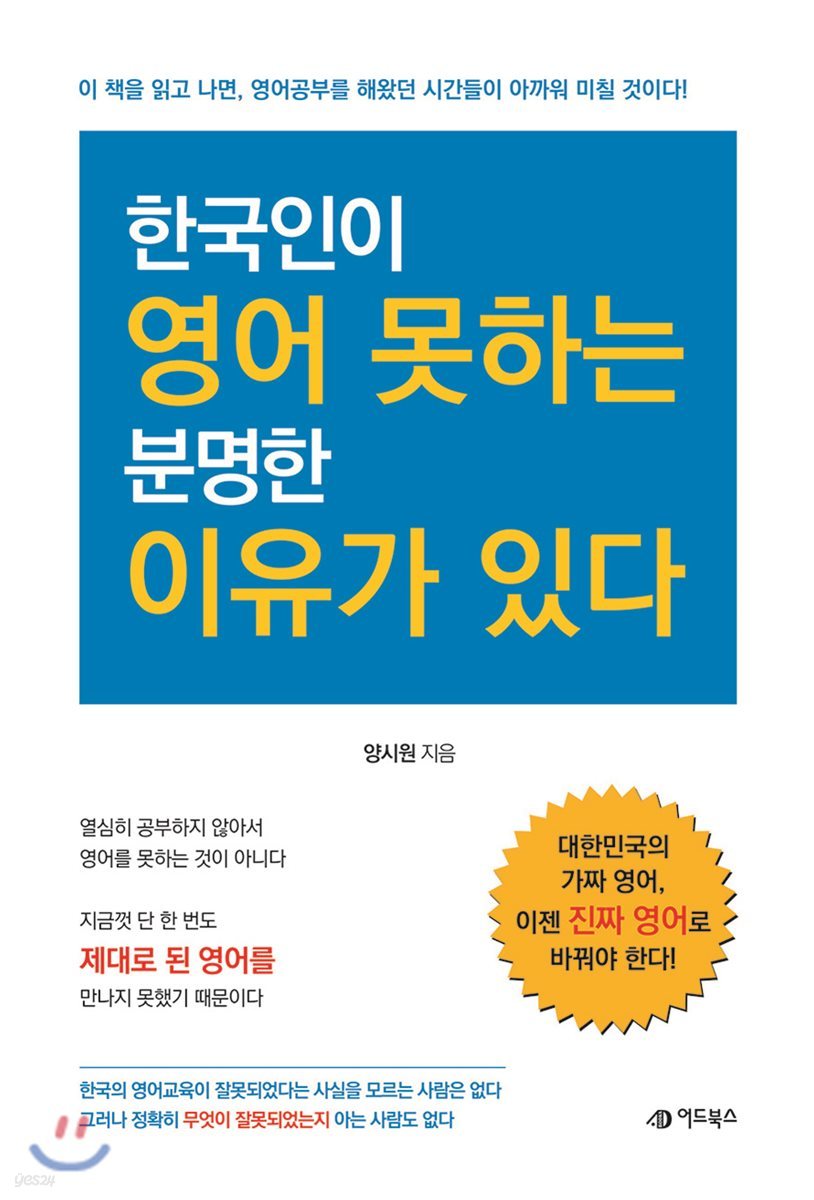 이 책을 읽고 나면, 영어공부를 해왔던 시간들이 아까워 미칠 것이다!
한국인이
영어 못하는
분명한
이유가 있다
양시원 지음
열심히 공부하지 않아서
영어를 못하는 것이 아니다
지금껏 단 한 번도
제대로 된 영어를
만나지 못했기 때문이다
대한민국의
가짜 영어,
이젠 진짜 영어로
바꿔야 한다!
한국의 영어교육이 잘못되었다는 사실을 모르는 사람은 없다
그러나 정확히 무엇이 잘못되었는지 아는 사람도 없다
AD 어드북스
yes24